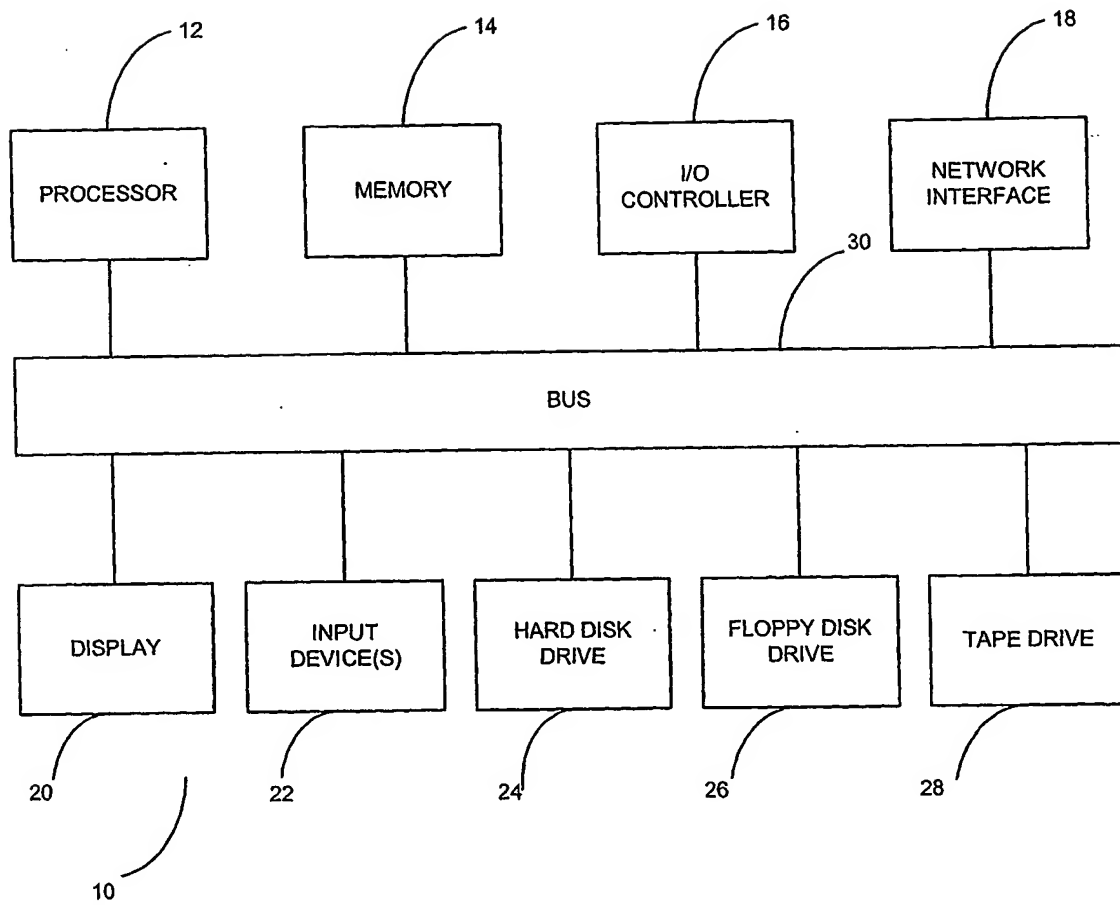 12
14
16
18
PROCESSOR
MEMORY
I/O
CONTROLLER
NETWORK
INTERFACE
30
BUS
DISPLAY
INPUT
DEVICE(S)
HARD DISK
DRIVE
FLOPPY DISK
DRIVE
TAPE DRIVE
20
22
24
26
28
10